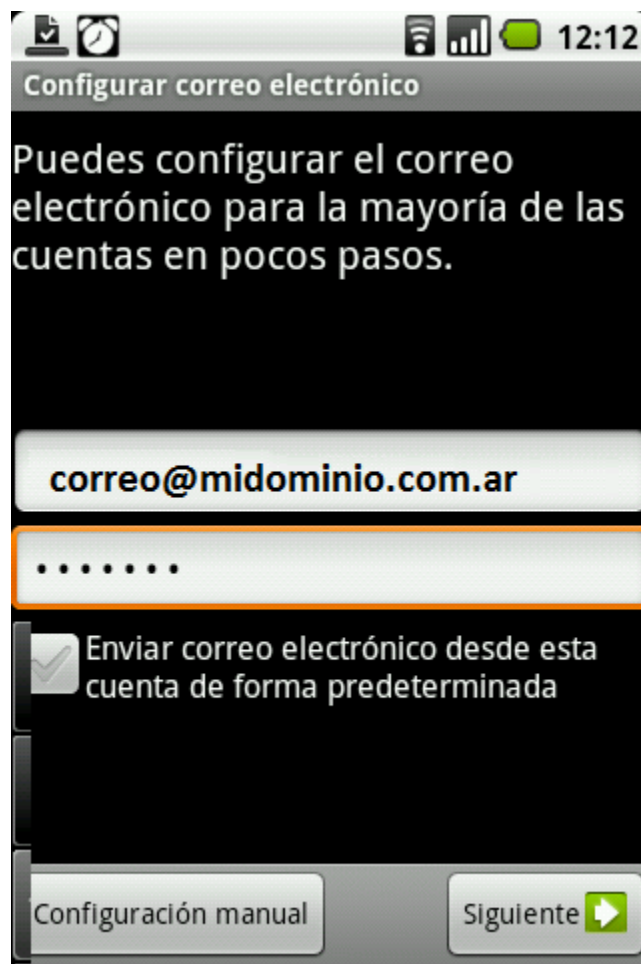 12:12
Configurar correo electrónico
Puedes configurar el correo
electrónico para la mayoría de las
cuentas en pocos pasos.
correo@midominio.com.ar
•••••••
Enviar correo electrónico desde esta
cuenta de forma predeterminada
Configuración manual
Siguiente